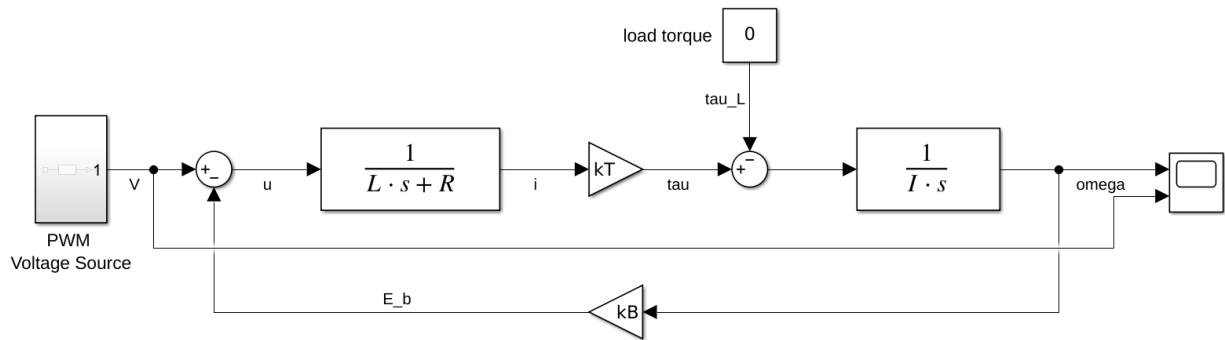 load torque
0
tau_L
1
V
+
−
u
1
L · s + R
i
kT
tau
+
−
1
I · s
omega
PWM
Voltage Source
E_b
kB